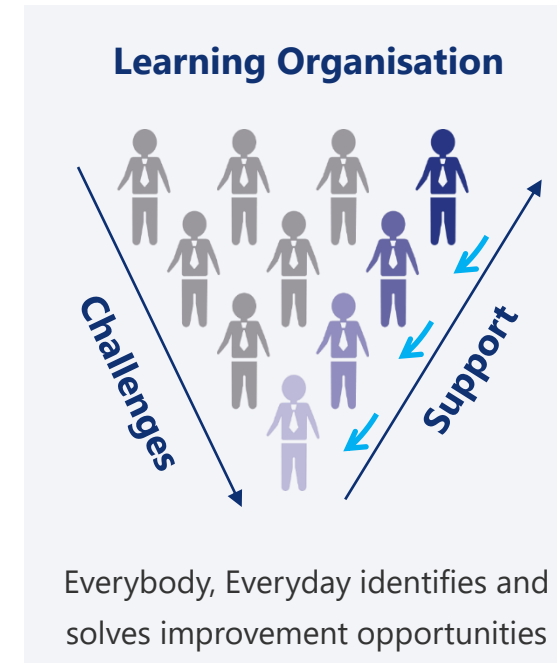 Learning Organisation
Challenges
Support
Everybody, Everyday identifies and
solves improvement opportunities